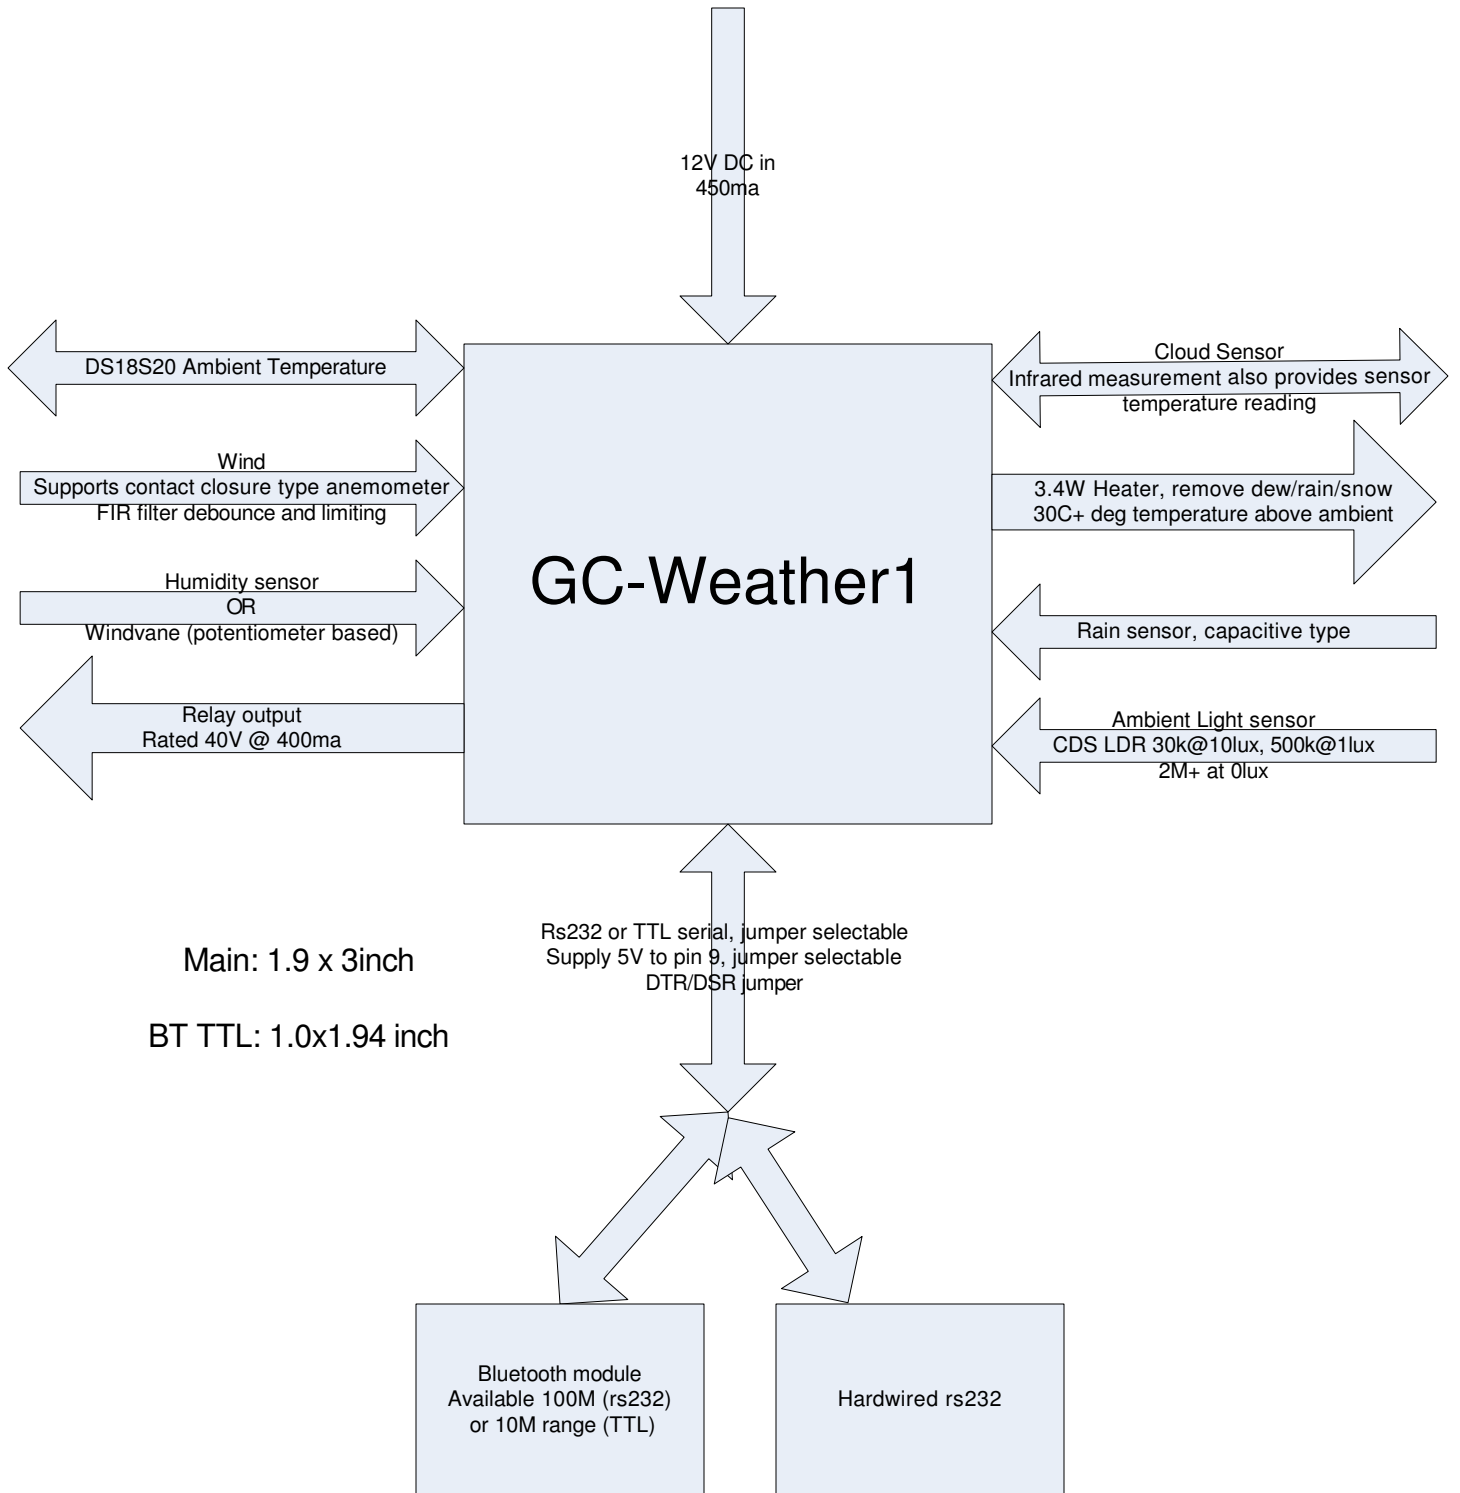 12V DC in
450ma
DS18S20 Ambient Temperature
Wind
Supports contact closure type anemometer
FIR filter debounce and limiting
Humidity sensor
OR
Windvane (potentiometer based)
Relay output
Rated 40V @ 400ma
GC-Weather1
Cloud Sensor
Infrared measurement also provides sensor
temperature reading
3.4W Heater, remove dew/rain/snow
30C+ deg temperature above ambient
Rain sensor, capacitive type
Ambient Light sensor
CDS LDR 30k@10lux, 500k@1lux
2M+ at 0lux
Rs232 or TTL serial, jumper selectable
Supply 5V to pin 9, jumper selectable
DTR/DSR jumper
Main: 1.9 x 3inch
BT TTL: 1.0x1.94 inch
Bluetooth module
Available 100M (rs232)
or 10M range (TTL)
Hardwired rs232